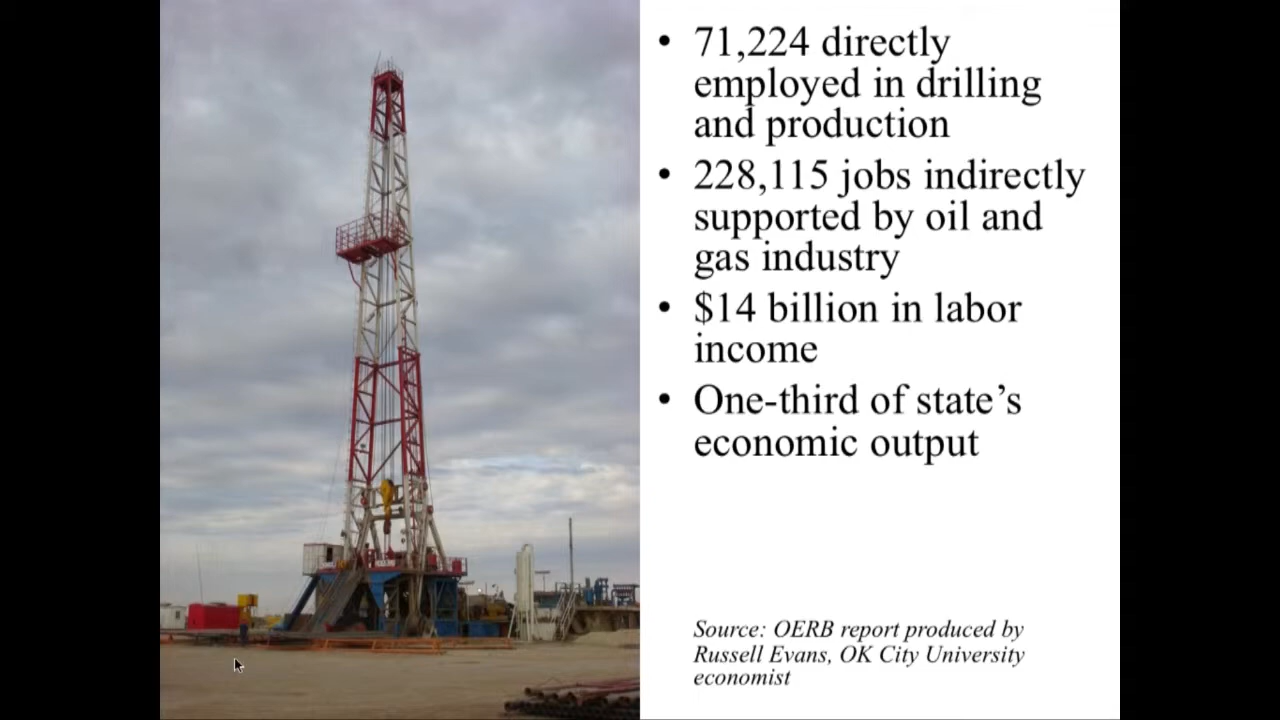 • 71,224 directly
employed in drilling
and production
• 228,115 jobs indirectly
supported by oil and
gas industry
• $14 billion in labor
income
• One-third of state’s
economic output
Source: OERB report produced by
Russell Evans, OK City University
economist